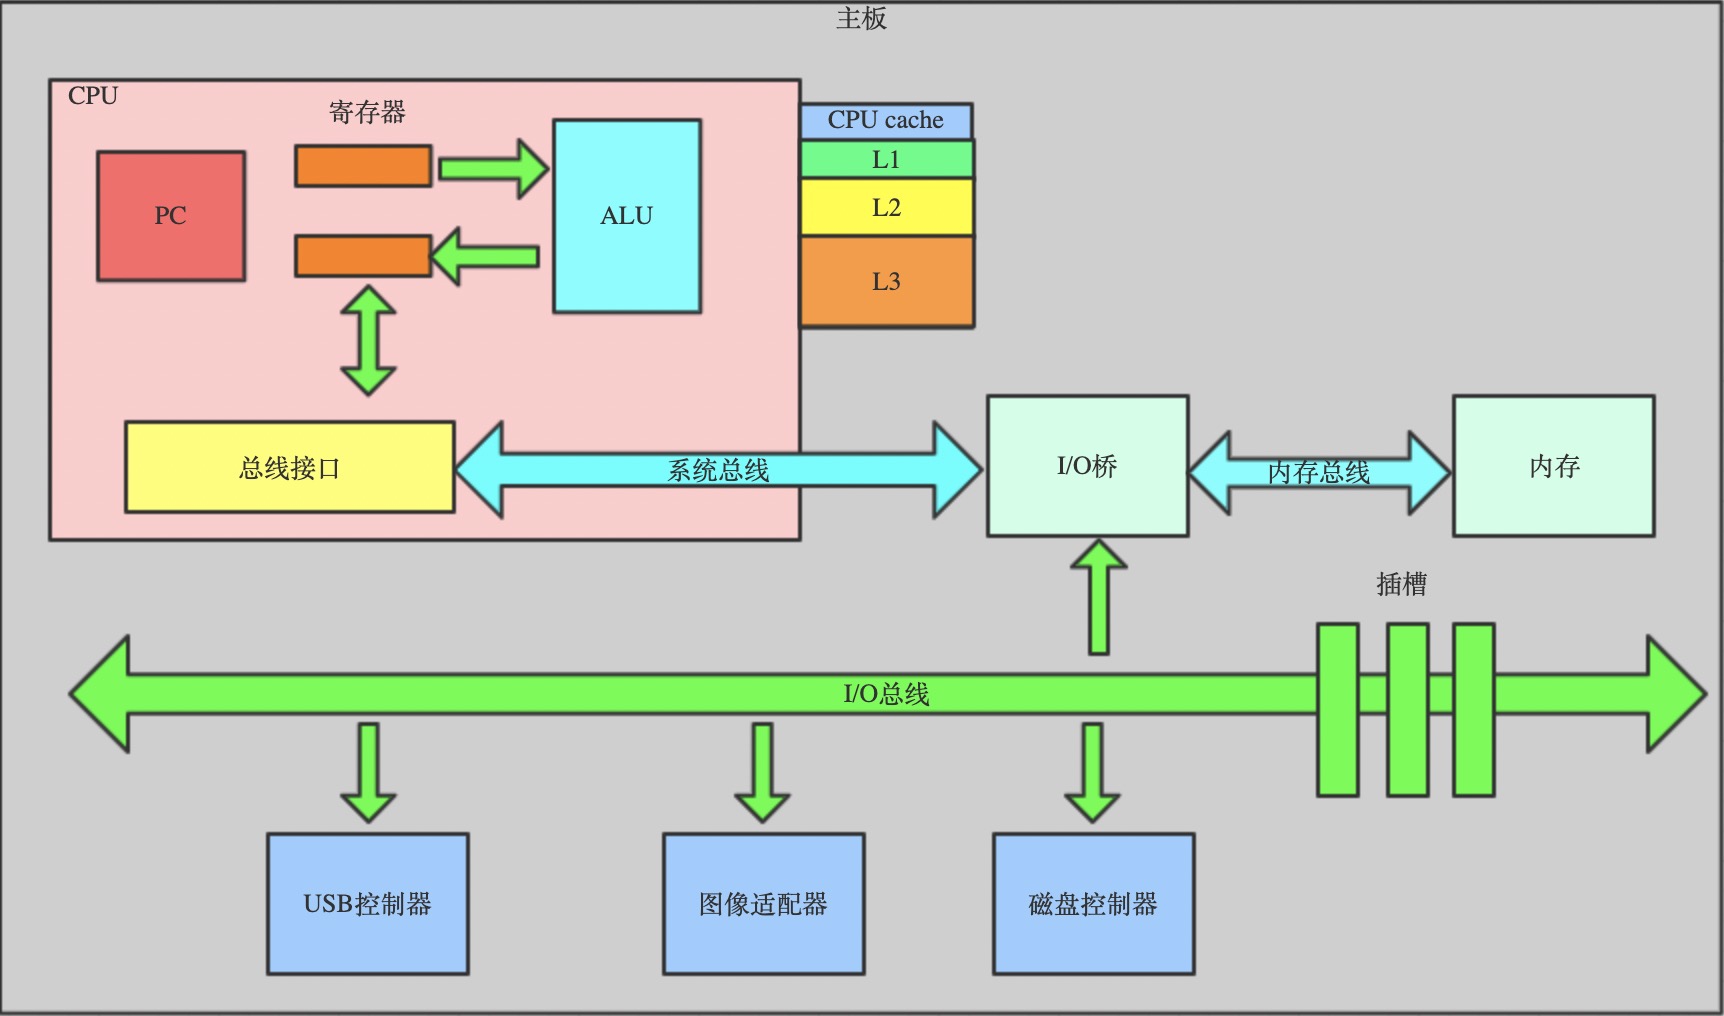 主板
CPU
寄存器
CPU cache
L1
PC
ALU
L2
L3
总线接口
系统总线
I/O桥
内存总线
内存
插槽
I/O总线
USB控制器
图像适配器
磁盘控制器